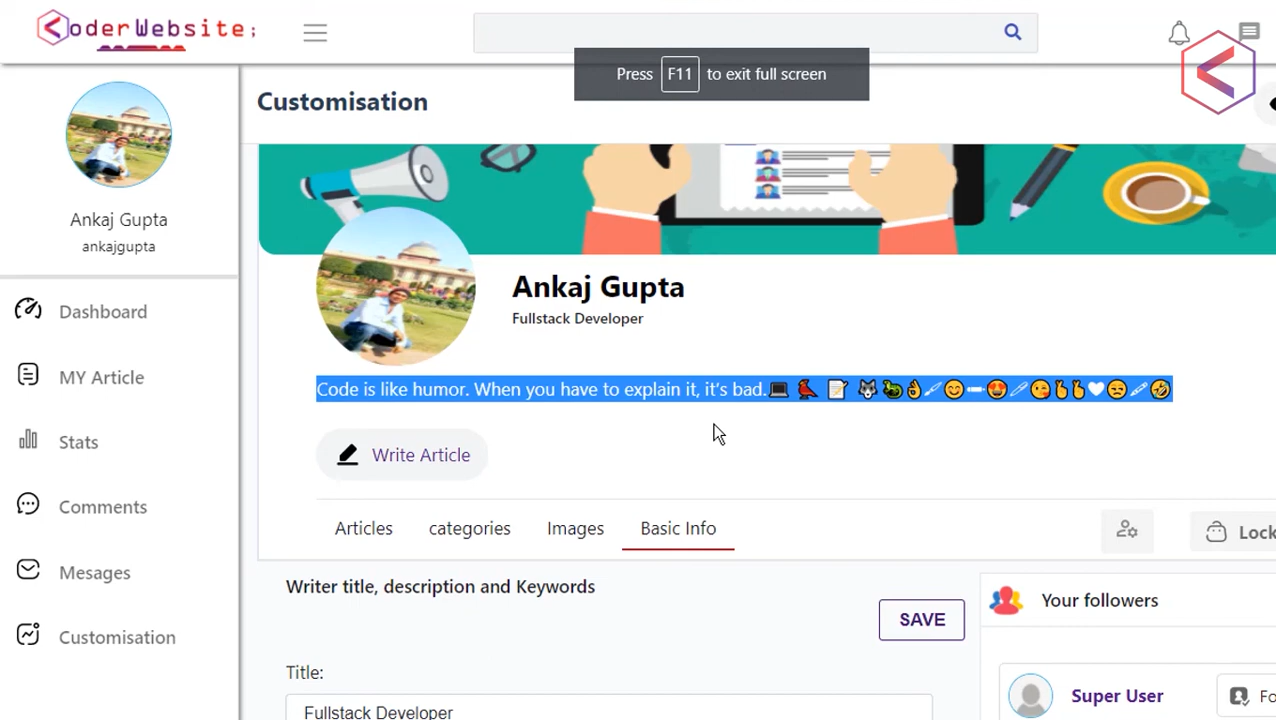 CoderWebsite;
Press F11 to exit full screen
Customisation
Ankaj Gupta
ankajgupta
Dashboard
MY Article
Stats
Comments
Mesages
Customisation
Ankaj Gupta
Fullstack Developer
Code is like humor. When you have to explain it, it's bad.💻 🐦 📝 🐺🐍👌🖌😊😍🖌😘🤞🤞🤍😒🖌🤣
Write Article
Articles categories Images Basic Info
Lock
Writer title, description and Keywords
SAVE
Title:
Fullstack Developer
Your followers
Super User
Fo